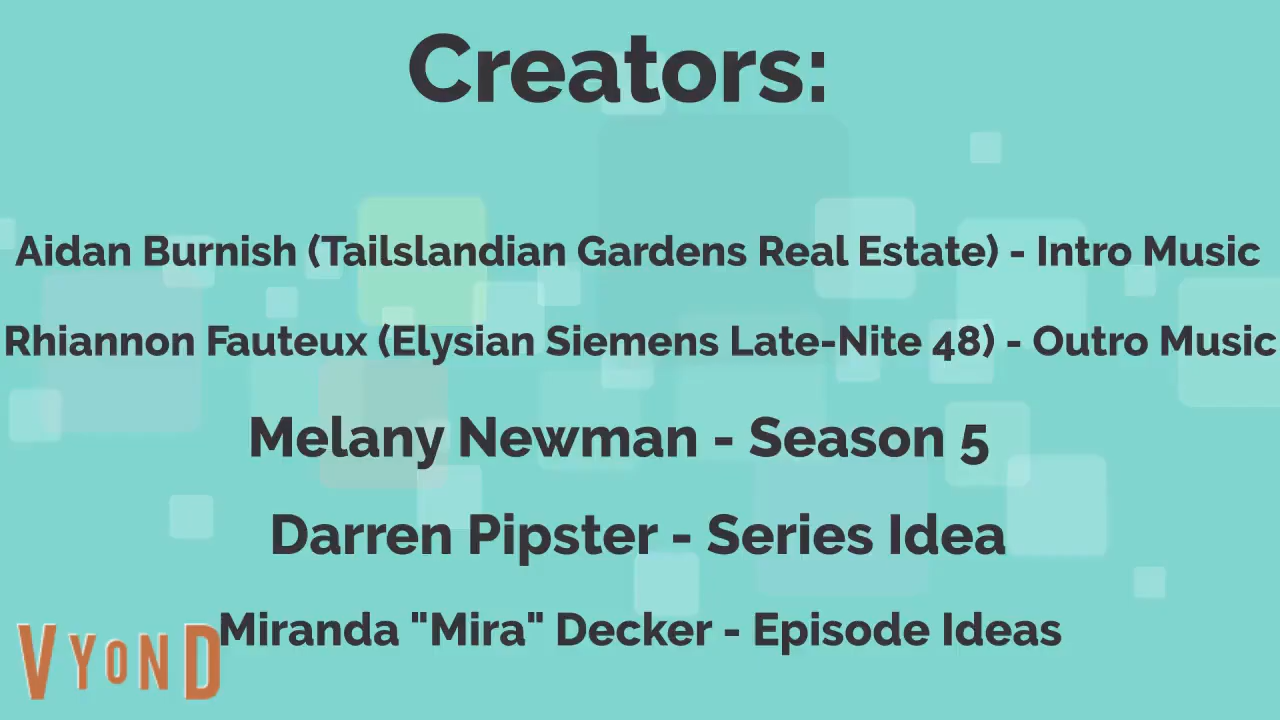 Creators:
Aidan Burnish (Tailslandian Gardens Real Estate) - Intro Music
Rhiannon Fauteux (Elysian Siemens Late-Nite 48) - Outro Music
Melany Newman - Season 5
Darren Pipster - Series Idea
Miranda "Mira" Decker - Episode Ideas
VYOND